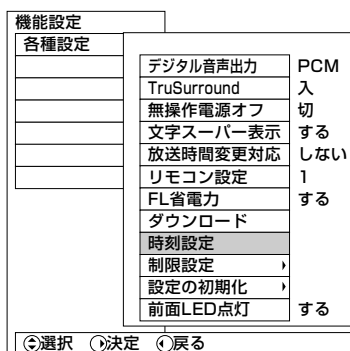 機能設定
各種設定
デジタル音声出力 PCM
TruSurround 入
無操作電源オフ 切
文字スーパー表示 する
放送時間変更対応 しない
リモコン設定 1
FL省電力 する
ダウンロード
時刻設定
制限設定
設定の初期化
前面LED点灯 する
選択 決定 戻る